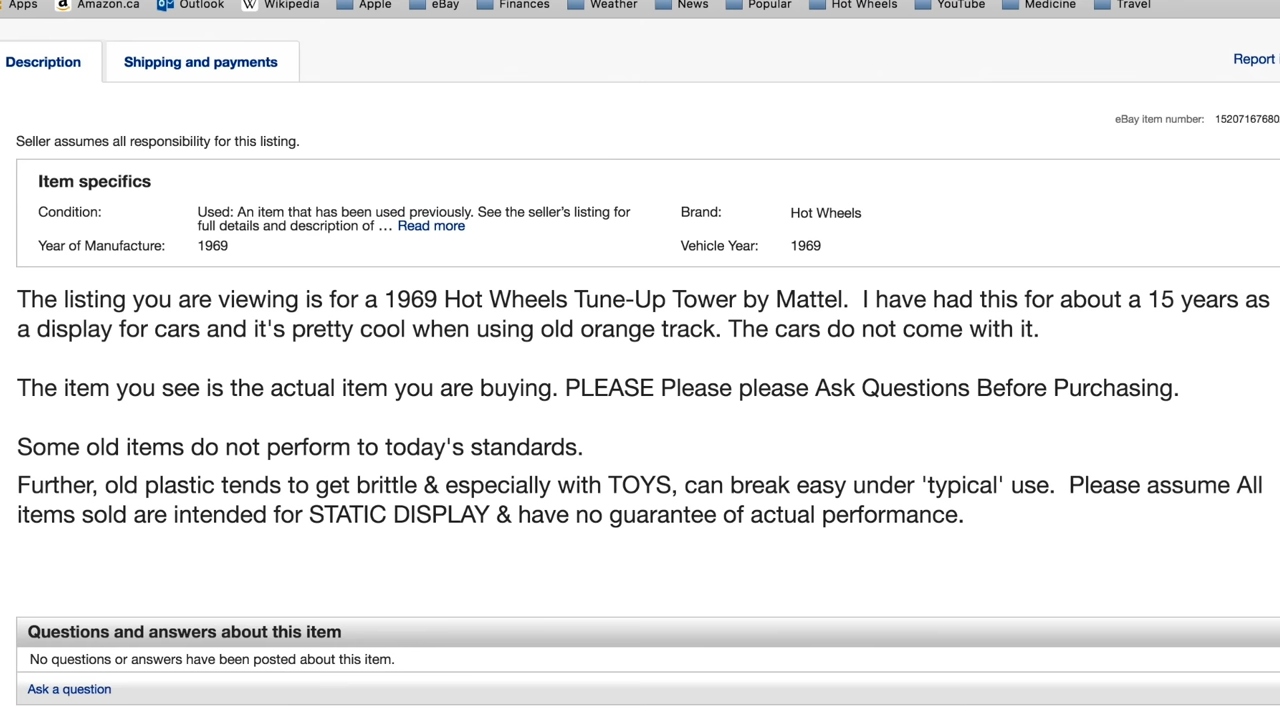 Apps Amazon.ca Outlook Wikipedia Apple eBay Finances Weather News Popular Hot Wheels YouTube Medicine Travel
Description Shipping and payments Report
eBay item number: 15207167680
Seller assumes all responsibility for this listing.
Item specifics
Condition: Used: An item that has been used previously. See the seller's listing for Brand: Hot Wheels
full details and description of ... Read more
Year of Manufacture: 1969 Vehicle Year: 1969
The listing you are viewing is for a 1969 Hot Wheels Tune-Up Tower by Mattel.  I have had this for about a 15 years as
a display for cars and it's pretty cool when using old orange track. The cars do not come with it.
The item you see is the actual item you are buying. PLEASE Please please Ask Questions Before Purchasing.
Some old items do not perform to today's standards.
Further, old plastic tends to get brittle & especially with TOYS, can break easy under 'typical' use.  Please assume All
items sold are intended for STATIC DISPLAY & have no guarantee of actual performance.
Questions and answers about this item
No questions or answers have been posted about this item.
Ask a question